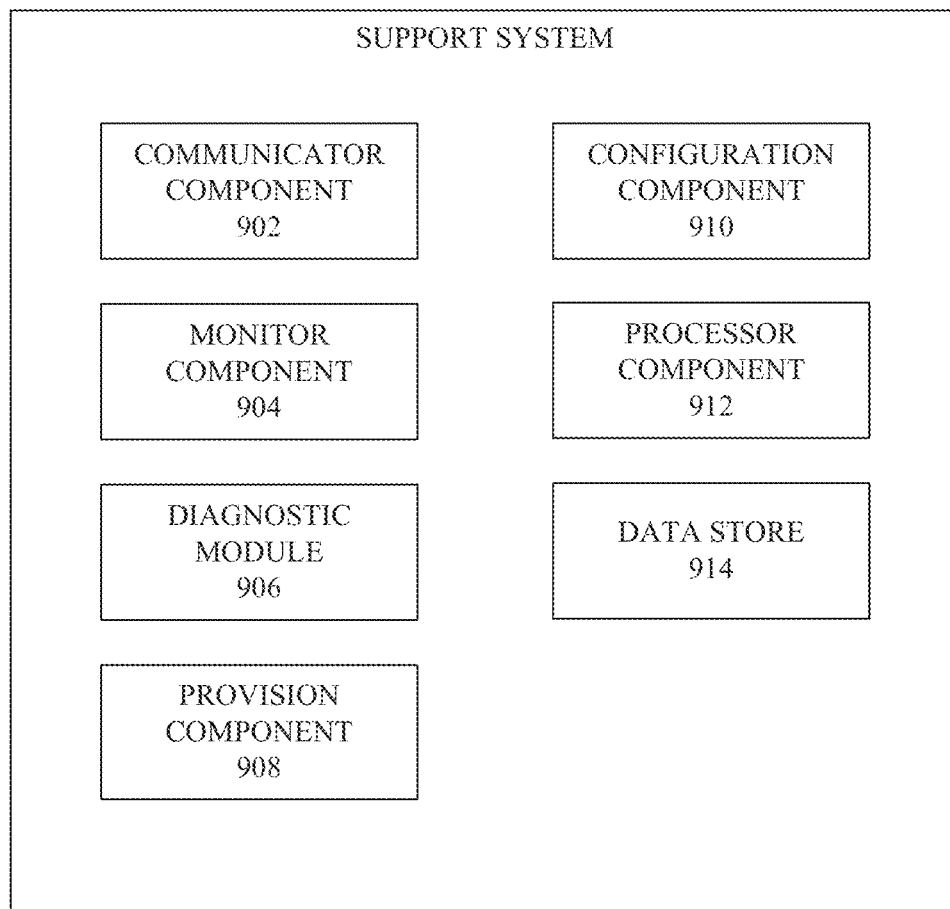 SUPPORT SYSTEM
COMMUNICATOR
COMPONENT
902
MONITOR
COMPONENT
904
DIAGNOSTIC
MODULE
906
PROVISION
COMPONENT
908
CONFIGURATION
COMPONENT
910
PROCESSOR
COMPONENT
912
DATA STORE
914